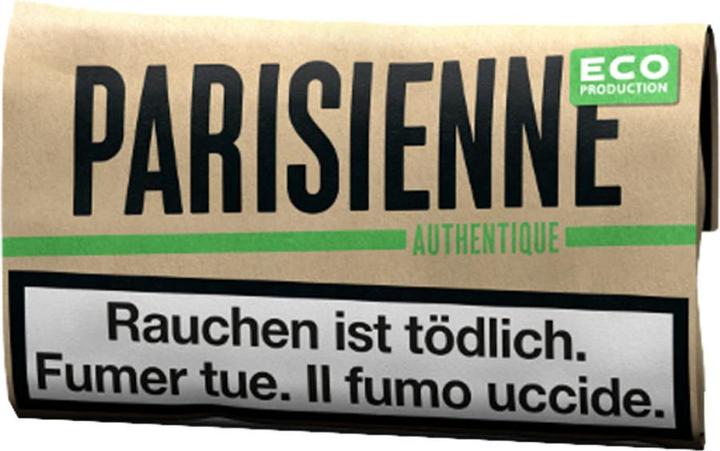 PARISIENNE
ECO
PRODUCTION
AUTHENTIQUE
Rauchen ist tödlich.
Fumer tue. Il fumo uccide.